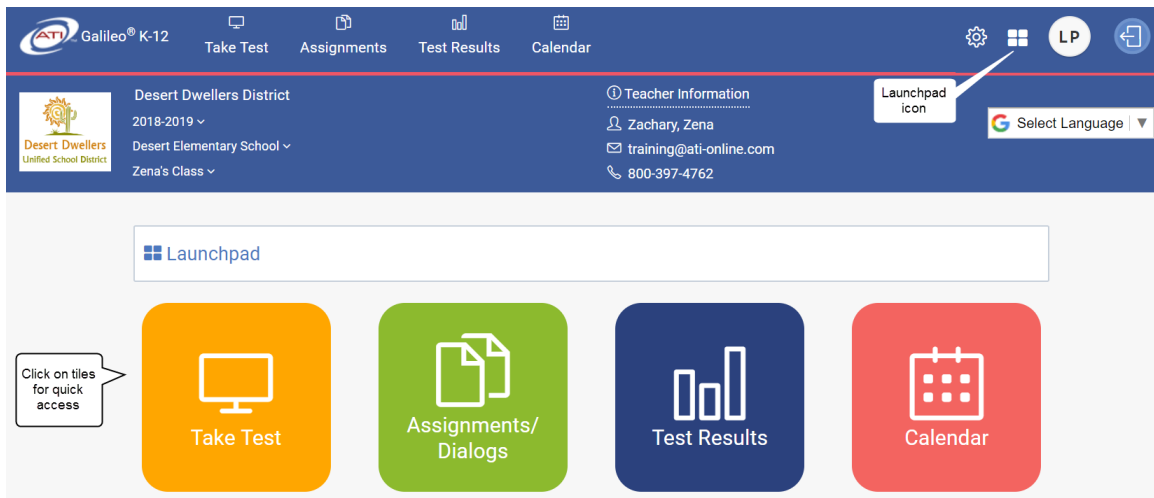 ATI Galileo® K-12
Take Test
Assignments
Test Results
Calendar
LP
Launchpad
icon
Desert Dwellers
Unified School District
Desert Dwellers District
2018-2019
Desert Elementary School
Zena's Class
Teacher Information
Zachary, Zena
training@ati-online.com
800-397-4762
G Select Language
Launchpad
Click on tiles
for quick
access
Take Test
Assignments/
Dialogs
Test Results
Calendar